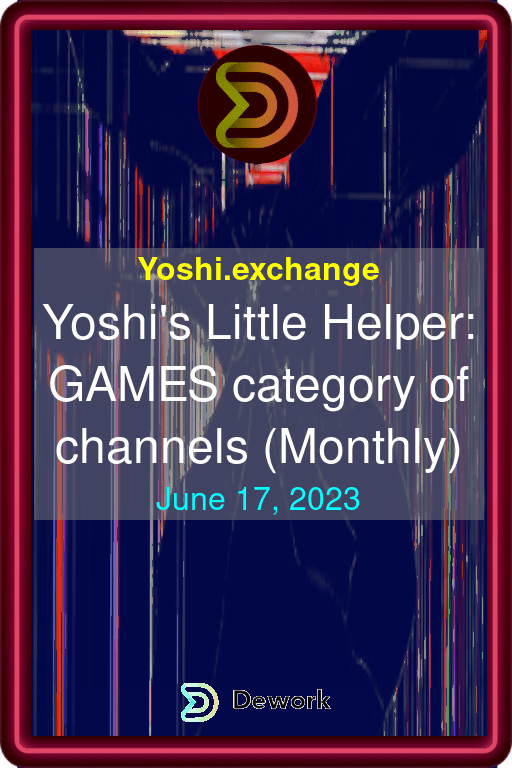 Yoshi.exchange
Yoshi's Little Helper:
GAMES category of
channels (Monthly)
June 17, 2023
Dework